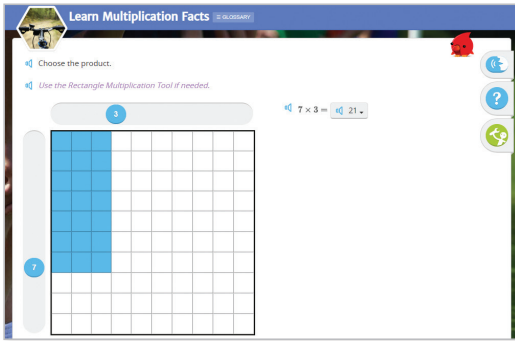 Learn Multiplication Facts ≡ GLOSSARY
Choose the product.
Use the Rectangle Multiplication Tool if needed.
3
7 × 3 = 21
7
?